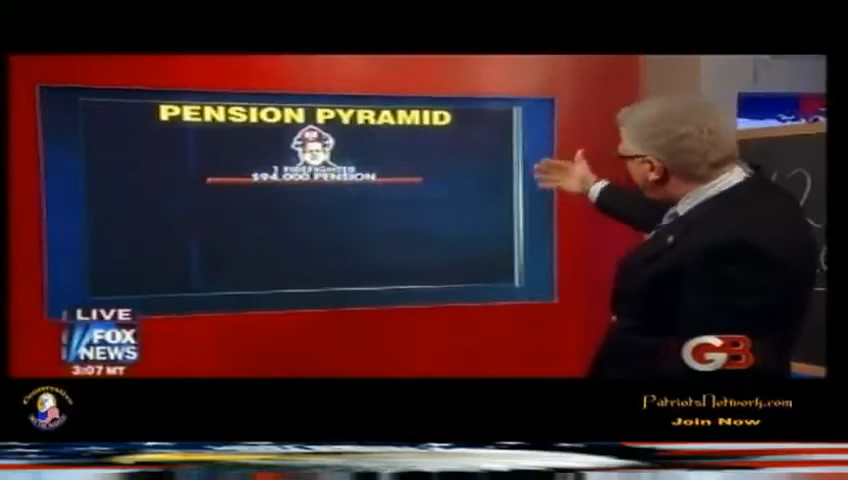 PENSION PYRAMID
1 FIREFIGHTER
$94,000 PENSION
LIVE
FOX
NEWS
3:07 MT
GB
PatriotsNetwork.com
Join Now